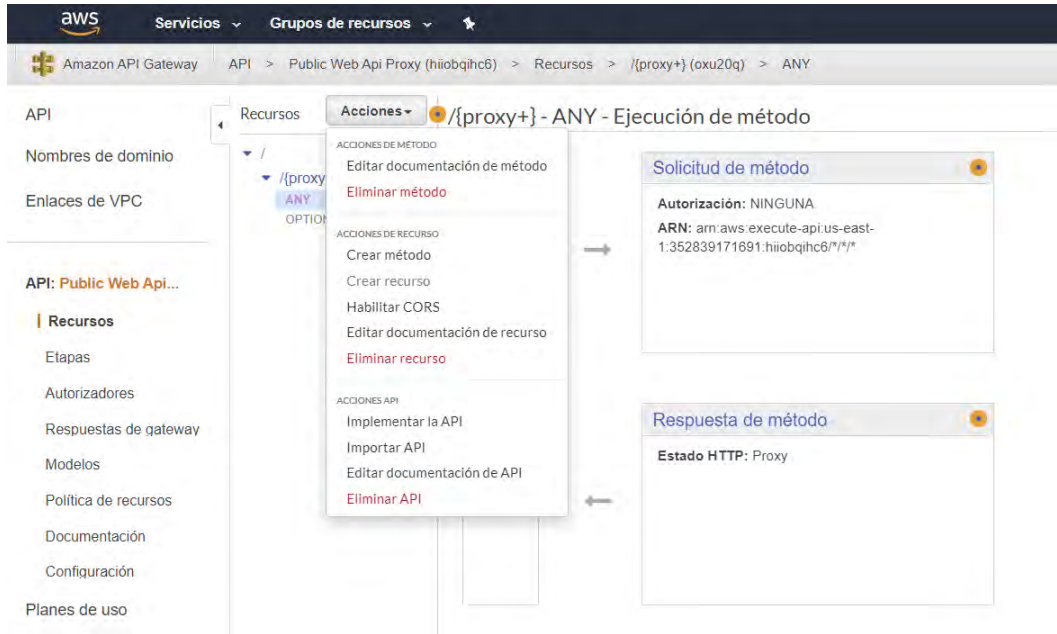 aws Servicios Grupos de recursos
Amazon API Gateway API > Public Web Api Proxy (hiiobqihc6) > Recursos > /{proxy+} (oxu20q) > ANY
API
Nombres de dominio
Enlaces de VPC
API: Public Web Api...
Recursos
Etapas
Autorizadores
Respuestas de gateway
Modelos
Política de recursos
Documentación
Configuración
Planes de uso
Recursos
Acciones
/
/{proxy
ANY
OPTION
ACCIONES DE MÉTODO
Editar documentación de método
Eliminar método
ACCIONES DE RECURSO
Crear método
Crear recurso
Habilitar CORS
Editar documentación de recurso
Eliminar recurso
ACCIONES API
Implementar la API
Importar API
Editar documentación de API
Eliminar API
/{proxy+} - ANY - Ejecución de método
Solicitud de método
Autorización: NINGUNA
ARN: arn:aws:execute-api:us-east-
1:352839171691:hiiobqihc6/*/*/*
Respuesta de método
Estado HTTP: Proxy